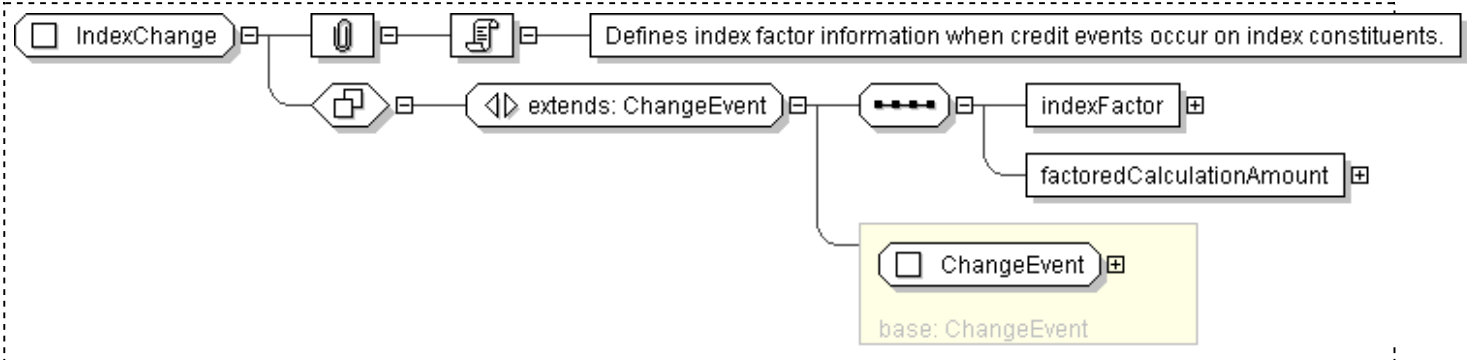 IndexChange
Defines index factor information when credit events occur on index constituents.
extends: ChangeEvent
indexFactor
factoredCalculationAmount
ChangeEvent
base: ChangeEvent